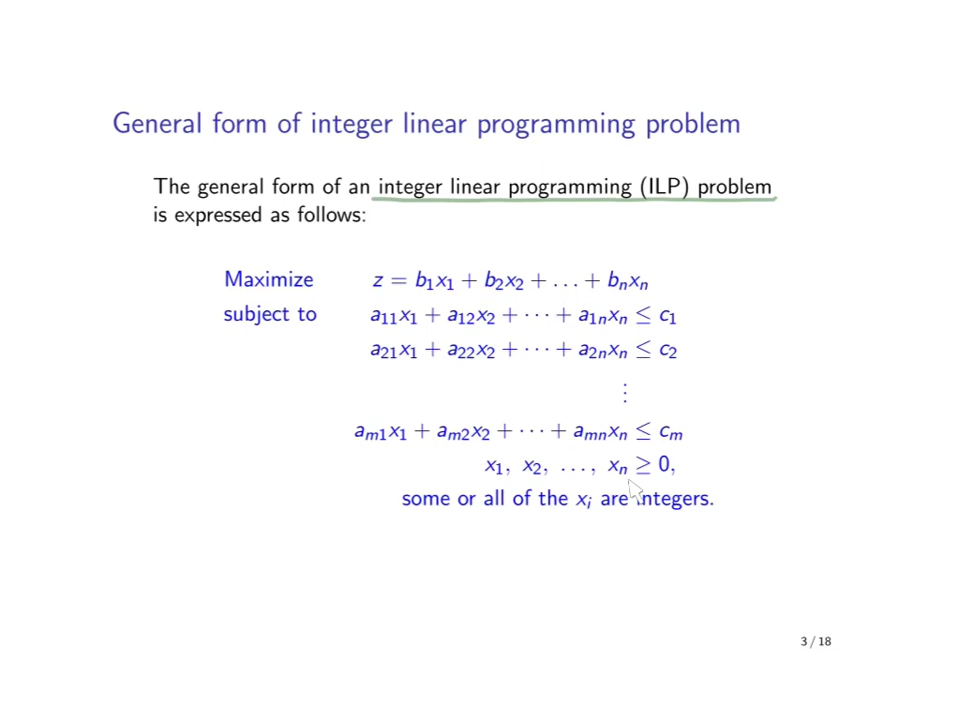 General form of integer linear programming problem
The general form of an integer linear programming (ILP) problem
is expressed as follows:
Maximize z = b₁x₁ + b₂x₂ + . . . + bₙxₙ
subject to a₁₁x₁ + a₁₂x₂ + · · · + a₁ₙxₙ ≤ c₁
a₂₁x₁ + a₂₂x₂ + · · · + a₂ₙxₙ ≤ c₂
⋮
aₘ₁x₁ + aₘ₂x₂ + · · · + aₘₙxₙ ≤ cₘ
x₁, x₂, . . . , xₙ ≥ 0,
some or all of the xᵢ are integers.
3 / 18